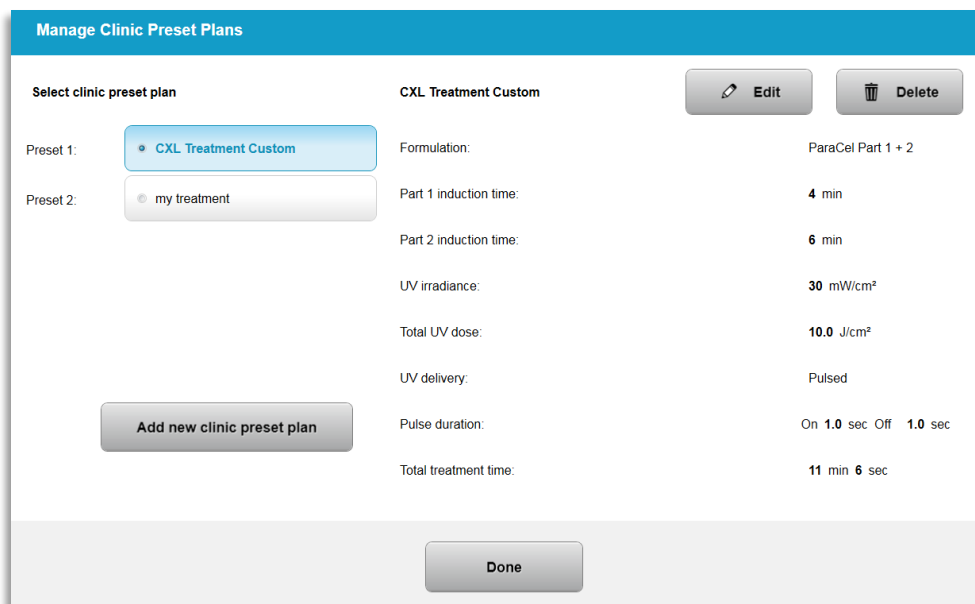 Manage Clinic Preset Plans
Select clinic preset plan
CXL Treatment Custom
Edit
Delete
Preset 1:
CXL Treatment Custom
Formulation:
ParaCel Part 1 + 2
Part 1 induction time:
4 min
Preset 2:
my treatment
Part 2 induction time:
6 min
UV irradiance:
30 mW/cm²
Total UV dose:
10.0 J/cm²
UV delivery:
Pulsed
Add new clinic preset plan
Pulse duration:
On 1.0 sec Off 1.0 sec
Total treatment time:
11 min 6 sec
Done